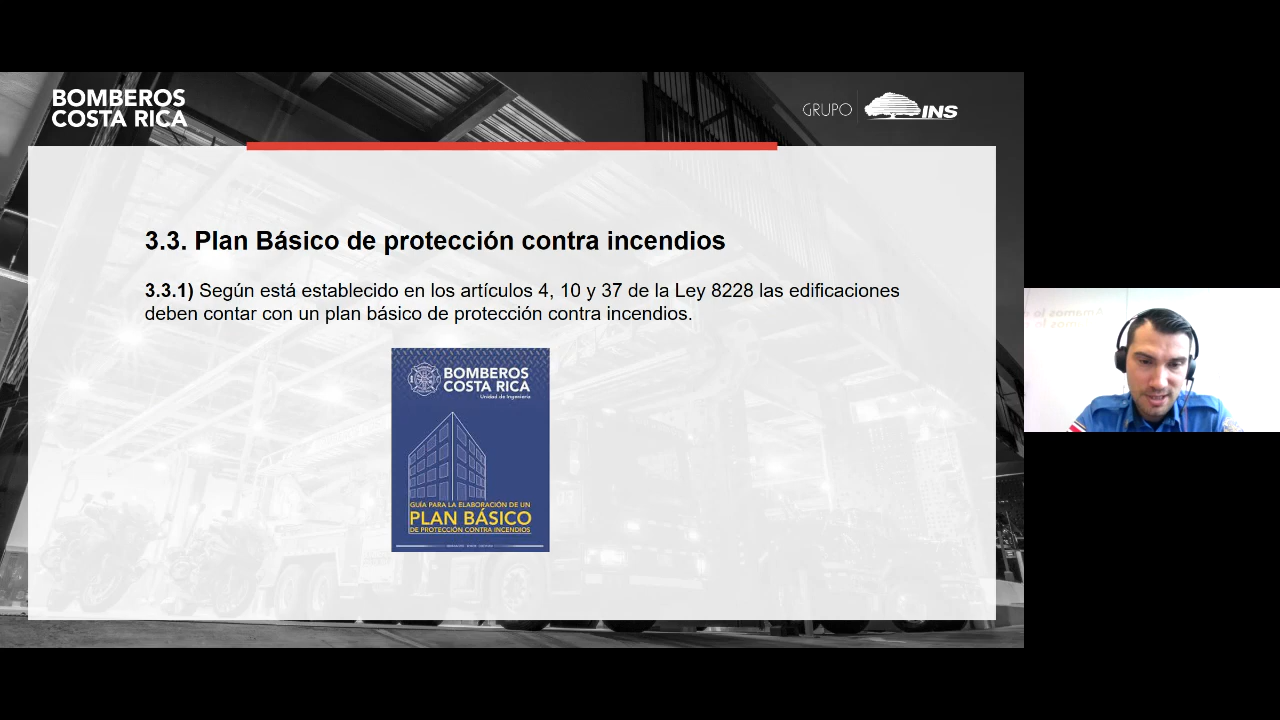 BOMBEROS
COSTA RICA
GRUPO INS
3.3. Plan Básico de protección contra incendios
3.3.1) Según está establecido en los artículos 4, 10 y 37 de la Ley 8228 las edificaciones
deben contar con un plan básico de protección contra incendios.
BOMBEROS
COSTA RICA
Unidad de Ingeniería
GUÍA PARA LA ELABORACIÓN DE UN
PLAN BÁSICO
DE PROTECCIÓN CONTRA INCENDIOS